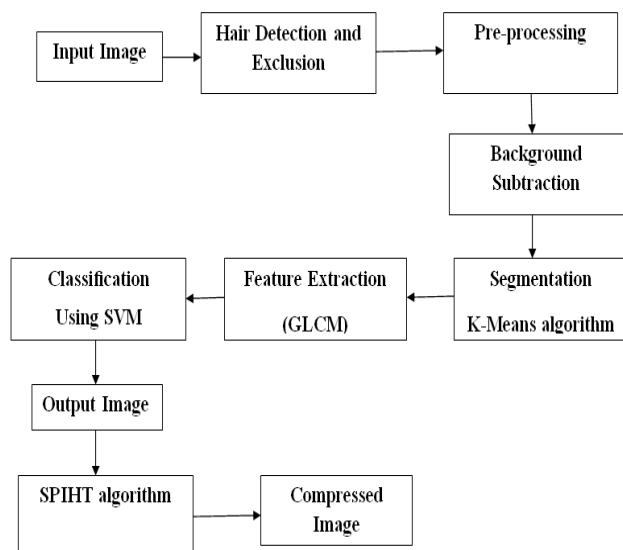 Input Image
Hair Detection and
Exclusion
Pre-processing
Background
Subtraction
Segmentation
K-Means algorithm
Feature Extraction
(GLCM)
Classification
Using SVM
Output Image
SPIHT algorithm
Compressed
Image